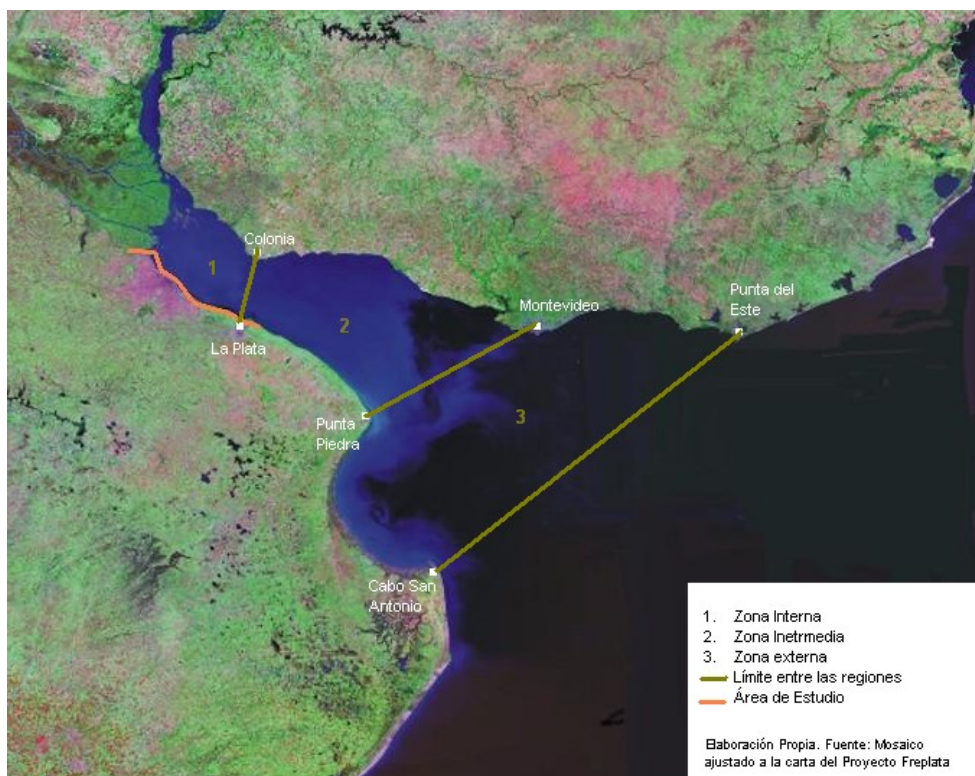 Colonia
1
2
La Plata
Montevideo
Punta del
Este
Punta
Piedra
3
Cabo San
Antonio
1. Zona Interna
2. Zona Inetrmedia
3. Zona externa
Límite entre las regiones
Área de Estudio
Elaboración Propia. Fuente: Mosaico
ajustado a la carta del Proyecto Freplata